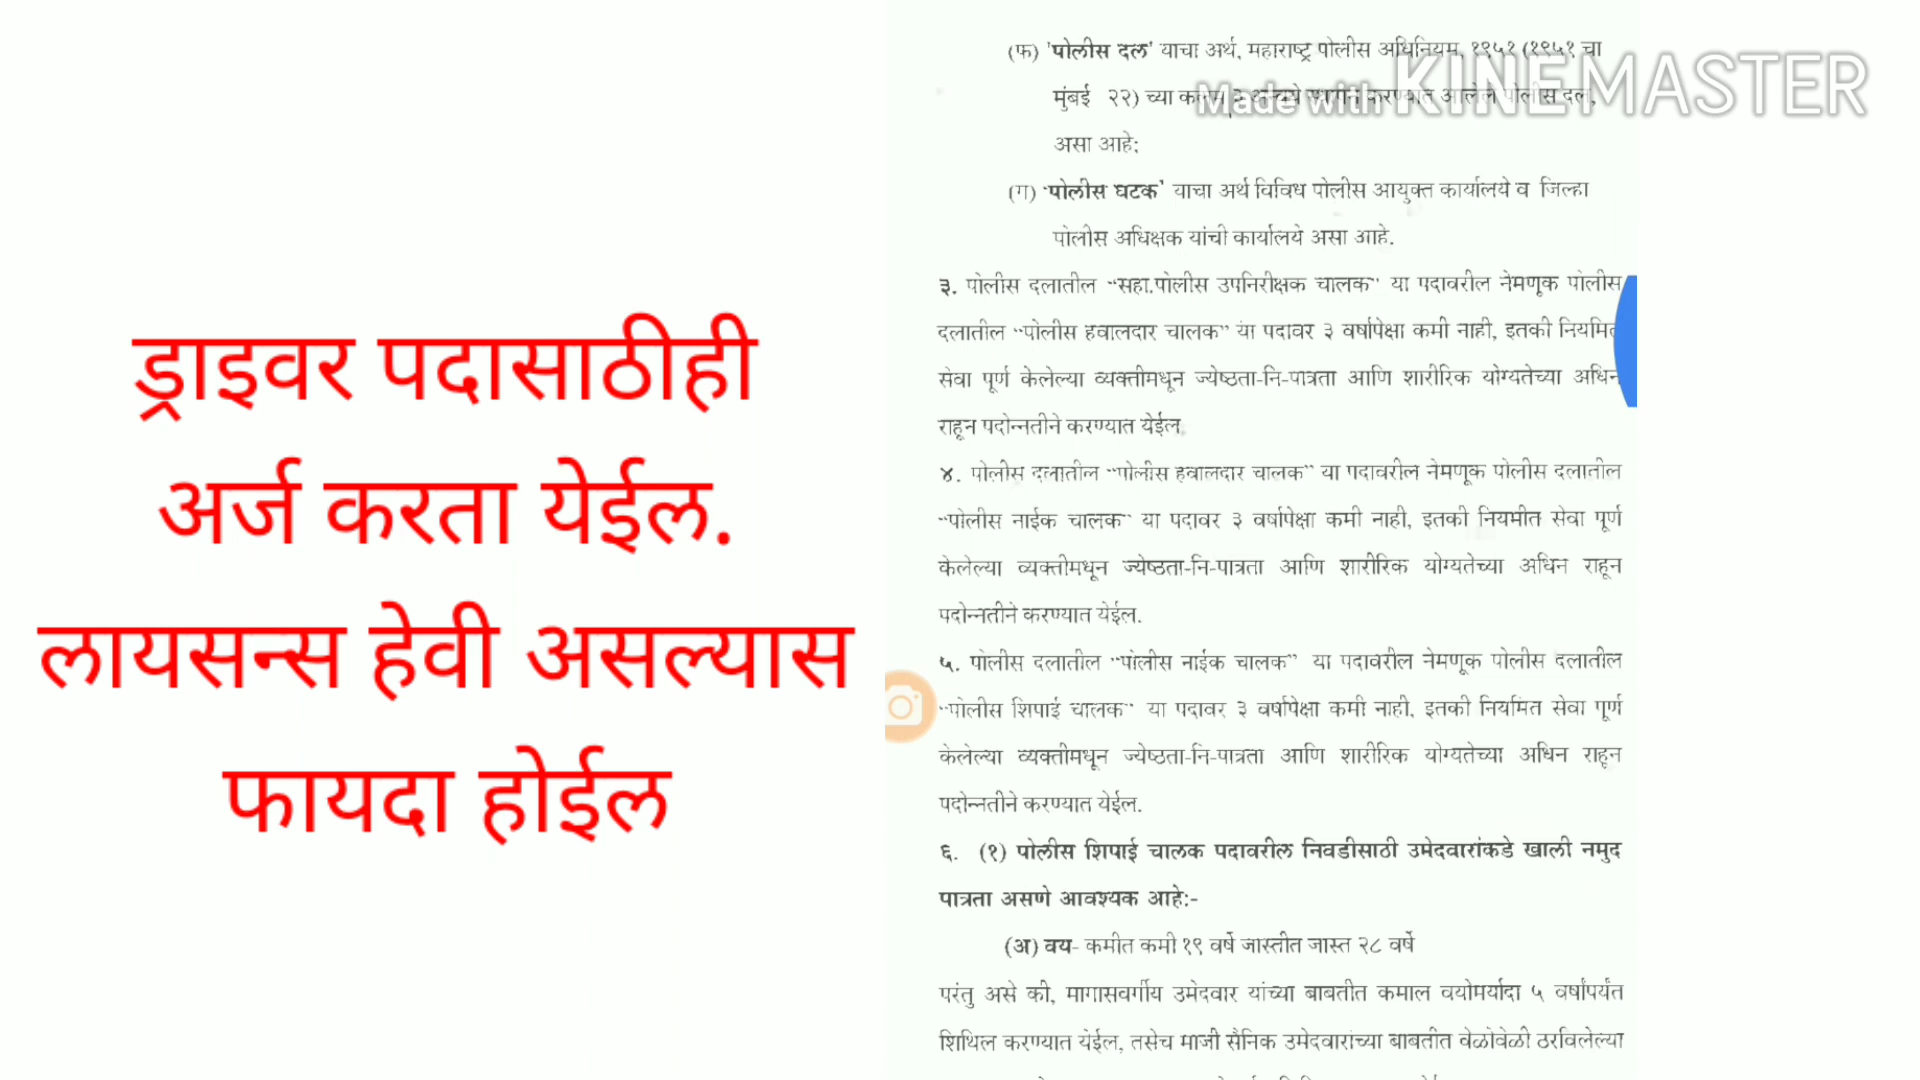 ड्राइवर पदासाठीही
अर्ज करता येईल.
लायसन्स हेवी असल्यास
फायदा होईल
Made with KINEMASTER
(फ) 'पोलीस दल' याचा अर्थ, महाराष्ट्र पोलीस अधिनियम, १९५१ (१९५१ चा
मुंबई २२) च्या करण्यात आलेले पोलीस दल,
असा आहे;
(ग) 'पोलीस घटक' याचा अर्थ विविध पोलीस आयुक्त कार्यालये व जिल्हा
पोलीस अधिक्षक यांची कार्यालये असा आहे.
३. पोलीस दलातील "सहा.पोलीस उपनिरीक्षक चालक" या पदावरील नेमणूक पोलीस
दलातील "पोलीस हवालदार चालक" या पदावर ३ वर्षापेक्षा कमी नाही, इतकी नियमित
सेवा पूर्ण केलेल्या व्यक्तीमधून ज्येष्ठता-नि-पात्रता आणि शारीरिक योग्यतेच्या अधिन
राहून पदोन्नतीने करण्यात येईल.
४. पोलीस दलातील "पोलीस हवालदार चालक" या पदावरील नेमणूक पोलीस दलातील
"पोलीस नाईक चालक" या पदावर ३ वर्षापेक्षा कमी नाही, इतकी नियमीत सेवा पूर्ण
केलेल्या व्यक्तीमधून ज्येष्ठता-नि-पात्रता आणि शारीरिक योग्यतेच्या अधिन राहून
पदोन्नतीने करण्यात येईल.
५. पोलीस दलातील "पोलीस नाईक चालक" या पदावरील नेमणूक पोलीस दलातील
"पोलीस शिपाई चालक" या पदावर ३ वर्षापेक्षा कमी नाही, इतकी नियमित सेवा पूर्ण
केलेल्या व्यक्तीमधून ज्येष्ठता-नि-पात्रता आणि शारीरिक योग्यतेच्या अधिन राहून
पदोन्नतीने करण्यात येईल.
६. (१) पोलीस शिपाई चालक पदावरील निवडीसाठी उमेदवारांकडे खाली नमुद
पात्रता असणे आवश्यक आहे:-
(अ) वय- कमीत कमी १९ वर्षे जास्तीत जास्त २८ वर्षे
परंतु असे की, मागासवर्गीय उमेदवार यांच्या बाबतीत कमाल वयोमर्यादा ५ वर्षांपर्यंत
शिथिल करण्यात येईल, तसेच माजी सैनिक उमेदवारांच्या बाबतीत वेळोवेळी ठरविलेल्या